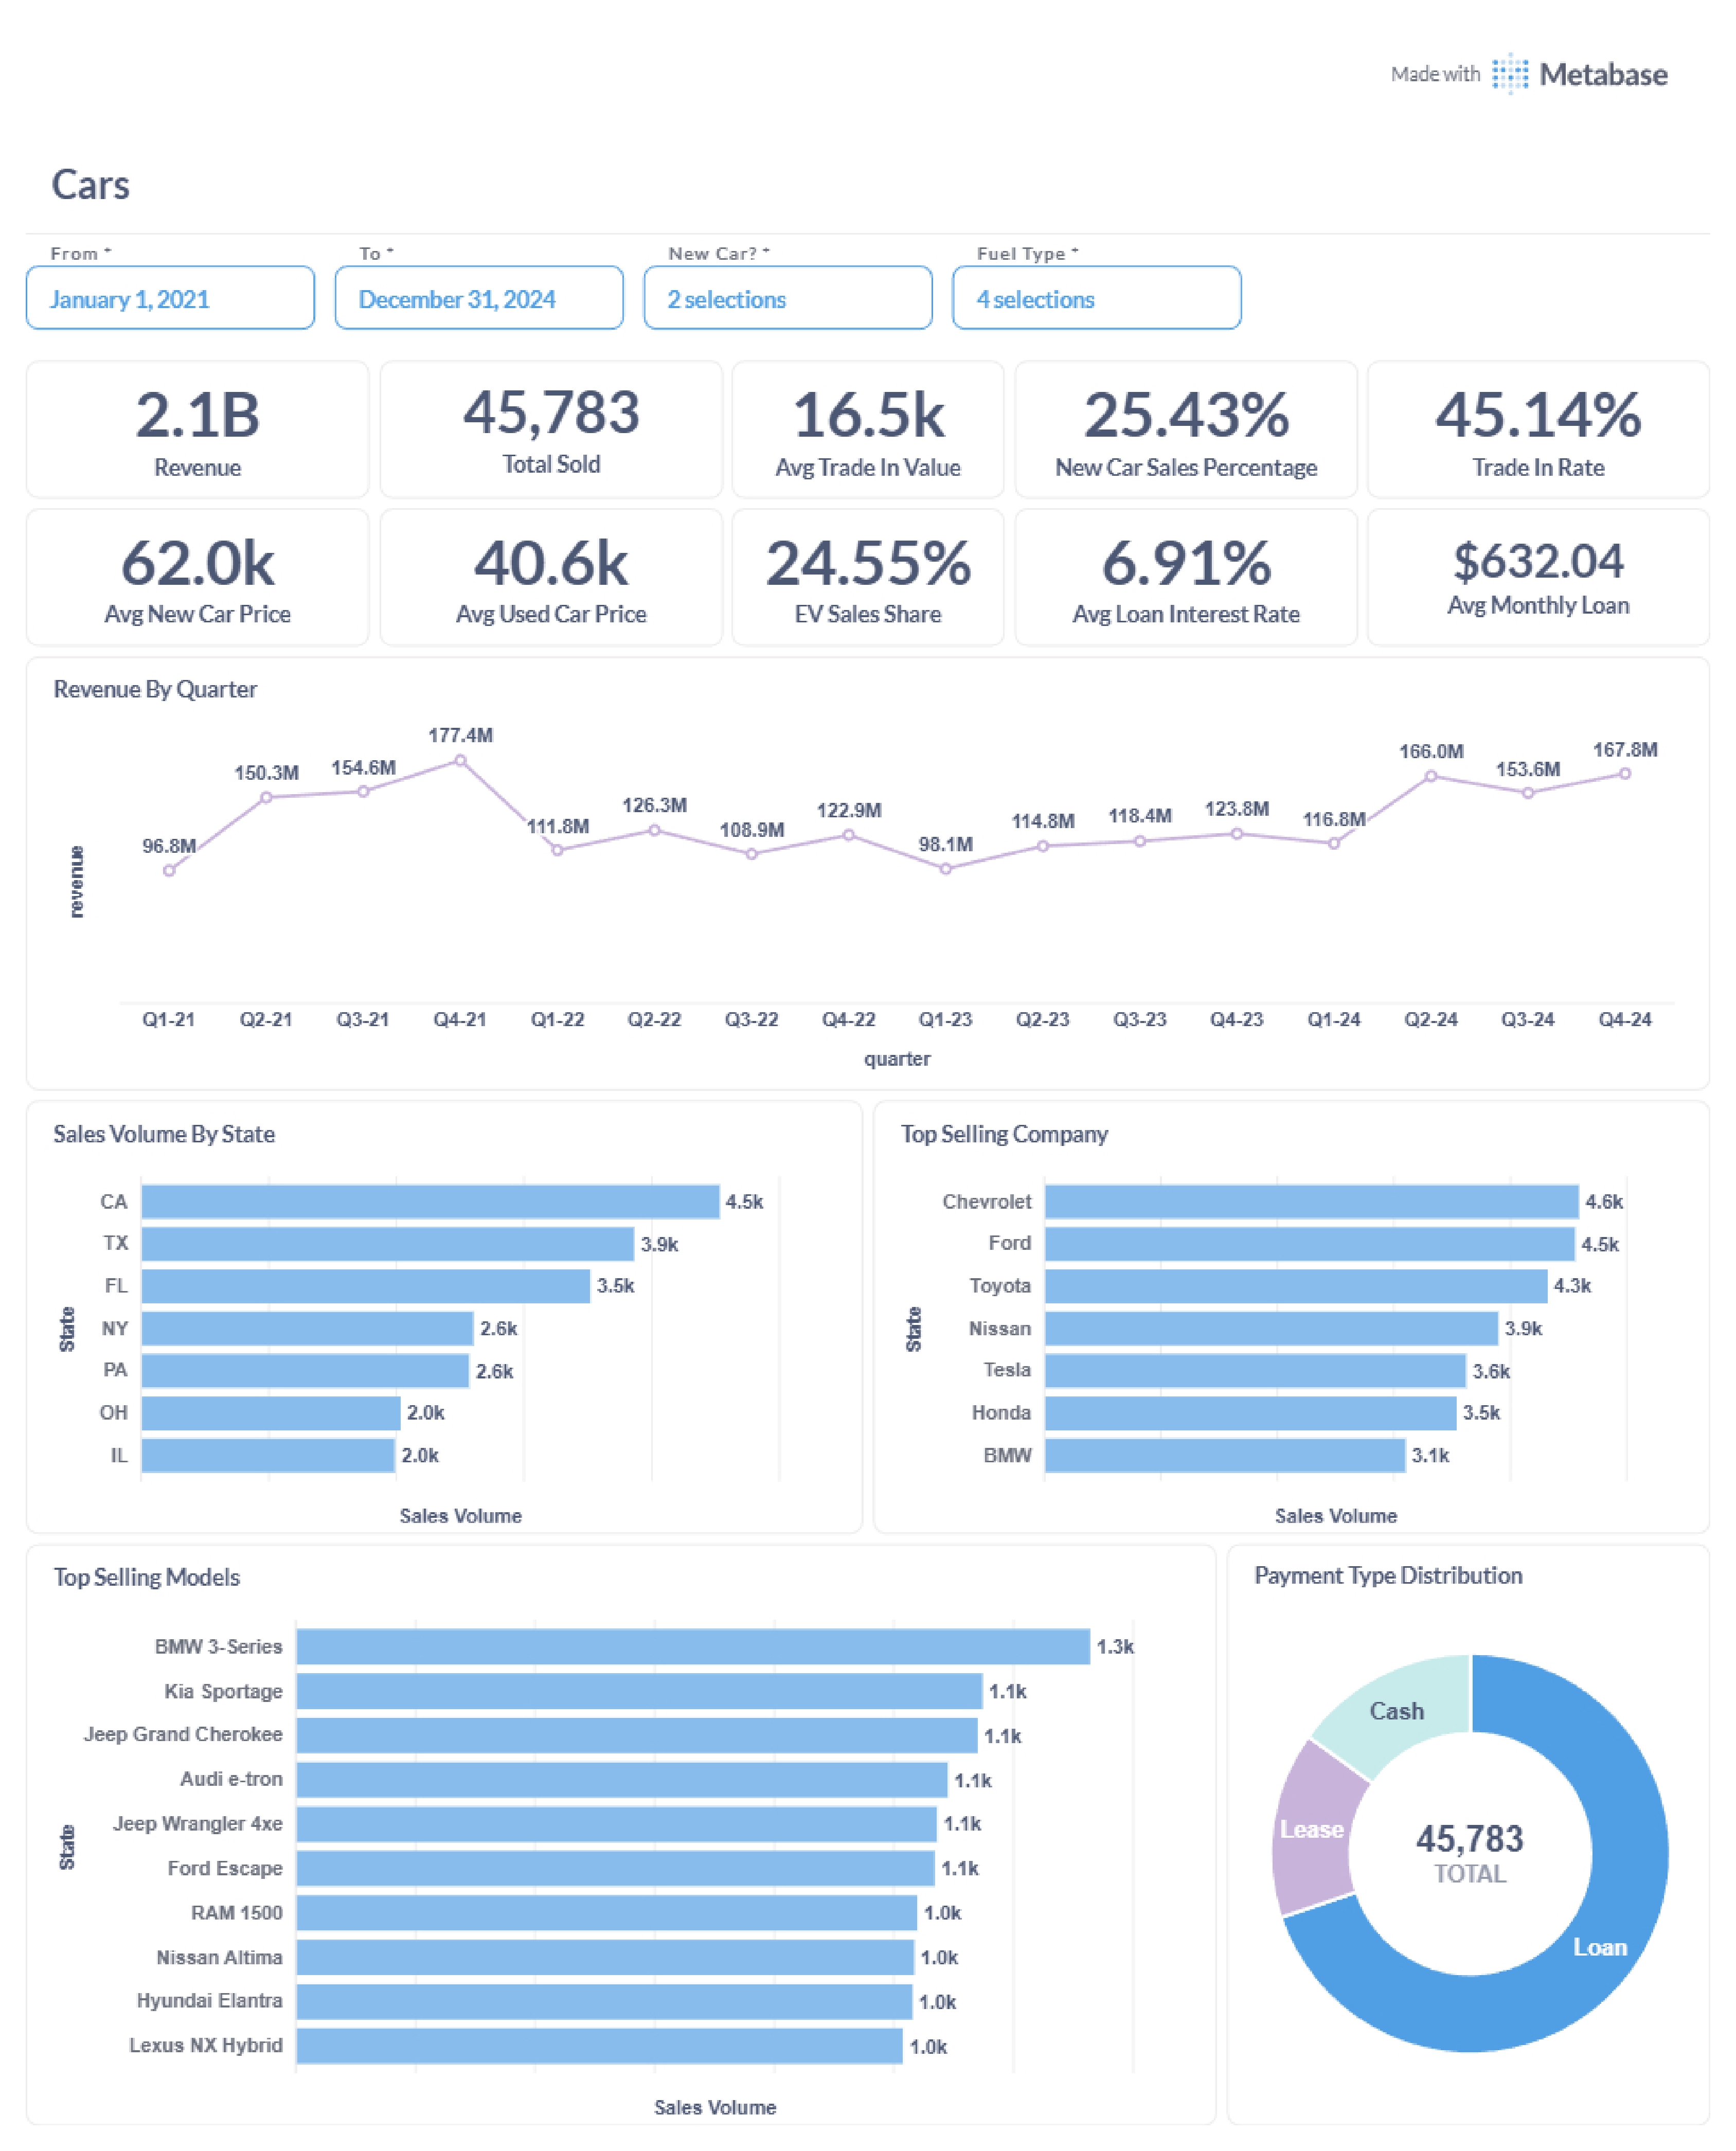 Made with Metabase
Cars
From * To * New Car? * Fuel Type *
January 1, 2021 December 31, 2024 2 selections 4 selections
2.1B
Revenue
45,783
Total Sold
16.5k
Avg Trade In Value
25.43%
New Car Sales Percentage
45.14%
Trade In Rate
62.0k
Avg New Car Price
40.6k
Avg Used Car Price
24.55%
EV Sales Share
6.91%
Avg Loan Interest Rate
$632.04
Avg Monthly Loan
Revenue By Quarter
96.8M 150.3M 154.6M 177.4M 111.8M 126.3M 108.9M 122.9M 98.1M 114.8M 118.4M 123.8M 116.8M 166.0M 153.6M 167.8M
revenue
Q1-21 Q2-21 Q3-21 Q4-21 Q1-22 Q2-22 Q3-22 Q4-22 Q1-23 Q2-23 Q3-23 Q4-23 Q1-24 Q2-24 Q3-24 Q4-24
quarter
Sales Volume By State
State
CA 4.5k
TX 3.9k
FL 3.5k
NY 2.6k
PA 2.6k
OH 2.0k
IL 2.0k
Sales Volume
Top Selling Company
State
Chevrolet 4.6k
Ford 4.5k
Toyota 4.3k
Nissan 3.9k
Tesla 3.6k
Honda 3.5k
BMW 3.1k
Sales Volume
Top Selling Models
State
BMW 3-Series 1.3k
Kia Sportage 1.1k
Jeep Grand Cherokee 1.1k
Audi e-tron 1.1k
Jeep Wrangler 4xe 1.1k
Ford Escape 1.1k
RAM 1500 1.0k
Nissan Altima 1.0k
Hyundai Elantra 1.0k
Lexus NX Hybrid 1.0k
Sales Volume
Payment Type Distribution
Cash
Lease
45,783
TOTAL
Loan